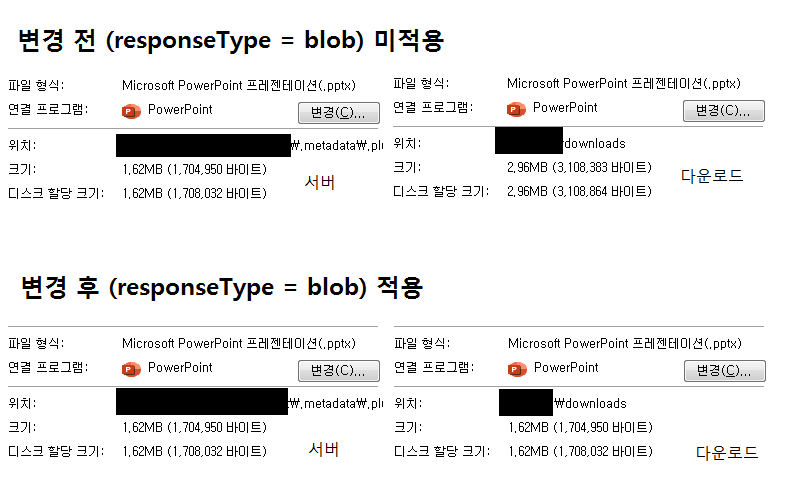 변경 전 (responseType = blob) 미적용
파일 형식: Microsoft PowerPoint 프레젠테이션(.pptx)
연결 프로그램: PowerPoint 변경(C)...
위치: ₩.metadata₩.plu
크기: 1.62MB (1,704,950 바이트)
디스크 할당 크기: 1.62MB (1,708,032 바이트)
서버
파일 형식: Microsoft PowerPoint 프레젠테이션(.pptx)
연결 프로그램: PowerPoint 변경(C)...
위치: ₩downloads
크기: 2.96MB (3,108,383 바이트)
디스크 할당 크기: 2.96MB (3,108,864 바이트)
다운로드
변경 후 (responseType = blob) 적용
파일 형식: Microsoft PowerPoint 프레젠테이션(.pptx)
연결 프로그램: PowerPoint 변경(C)...
위치: ₩.metadata₩.plu
크기: 1.62MB (1,704,950 바이트)
디스크 할당 크기: 1.62MB (1,708,032 바이트)
서버
파일 형식: Microsoft PowerPoint 프레젠테이션(.pptx)
연결 프로그램: PowerPoint 변경(C)...
위치: ₩downloads
크기: 1.62MB (1,704,950 바이트)
디스크 할당 크기: 1.62MB (1,708,032 바이트)
다운로드